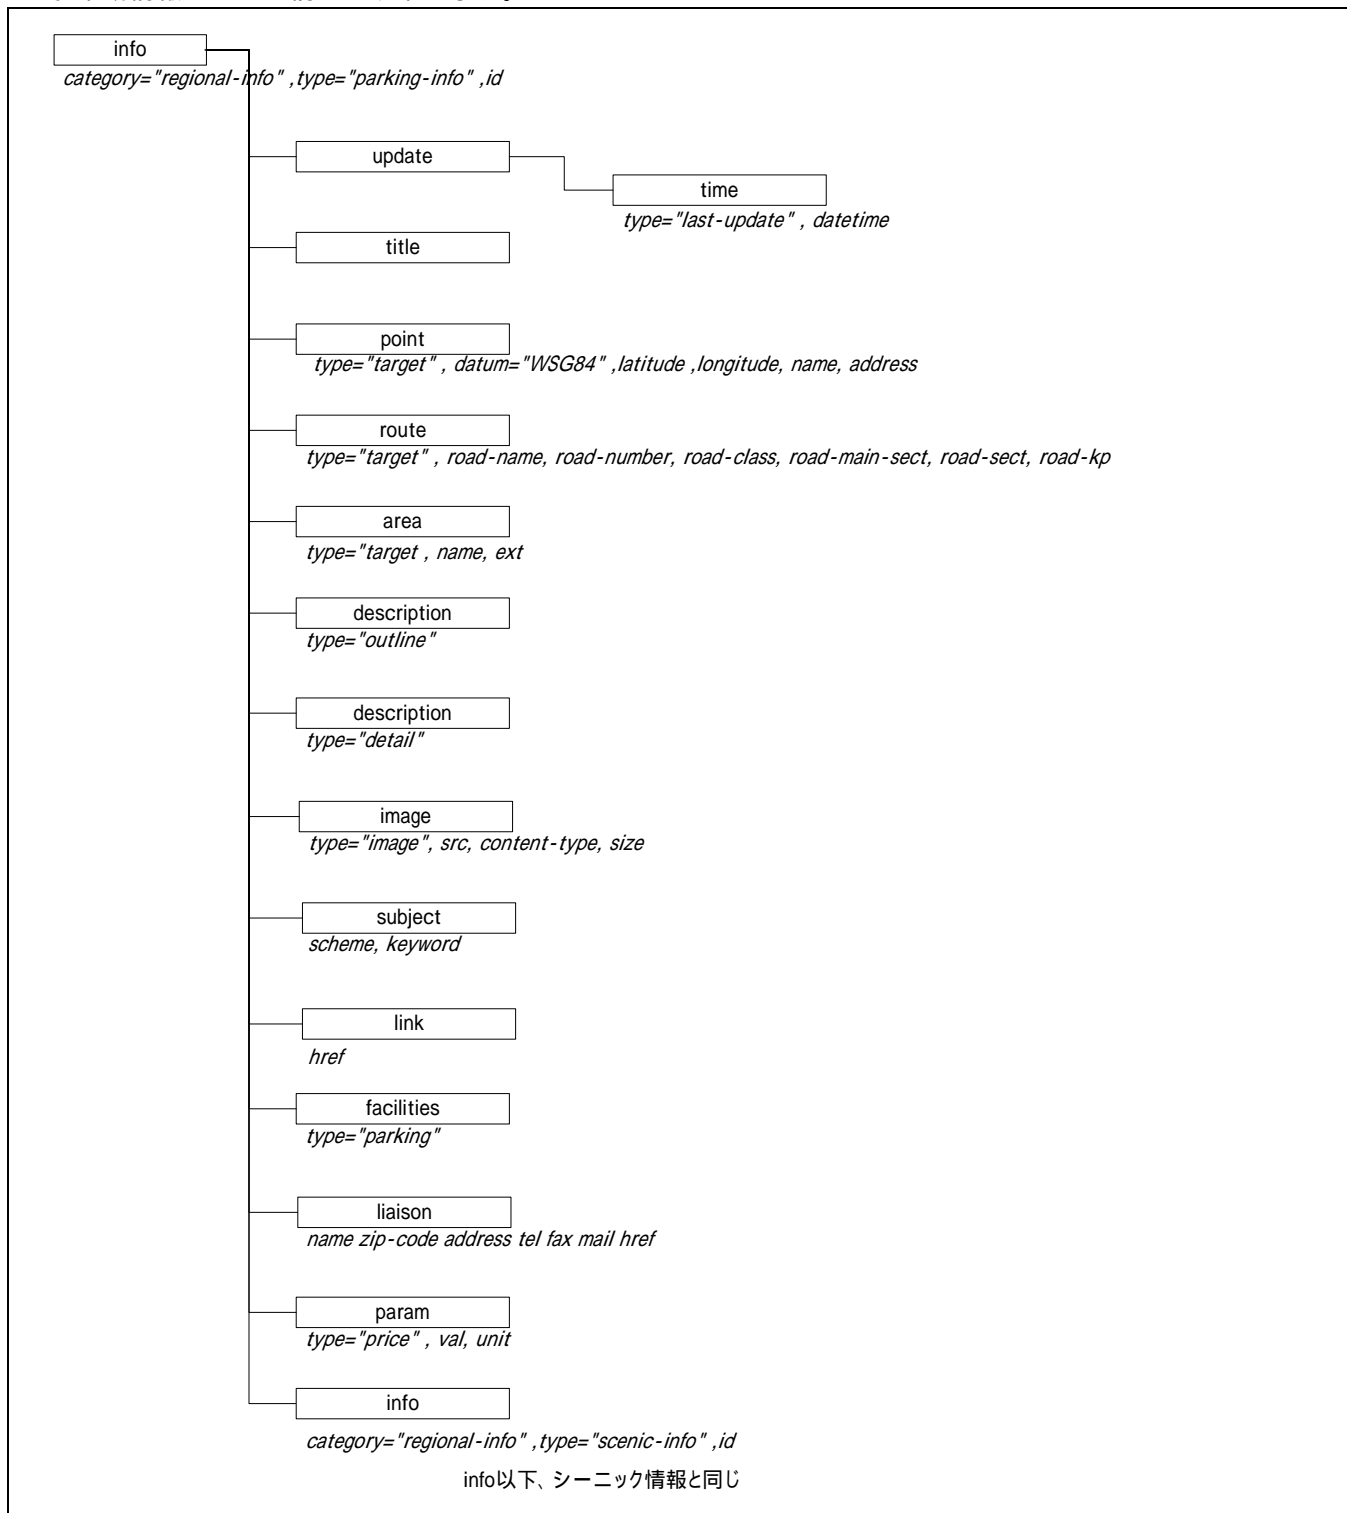 info
category="regional-info" ,type="parking-info" ,id
update
time
type="last-update" , datetime
title
point
type="target" , datum="WSG84" ,latitude ,longitude, name, address
route
type="target" , road-name, road-number, road-class, road-main-sect, road-sect, road-kp
area
type="target , name, ext
description
type="outline"
description
type="detail"
image
type="image", src, content-type, size
subject
scheme, keyword
link
href
facilities
type="parking"
liaison
name zip-code address tel fax mail href
param
type="price" , val, unit
info
category="regional-info" ,type="scenic-info" ,id
info以下、シーニック情報と同じ